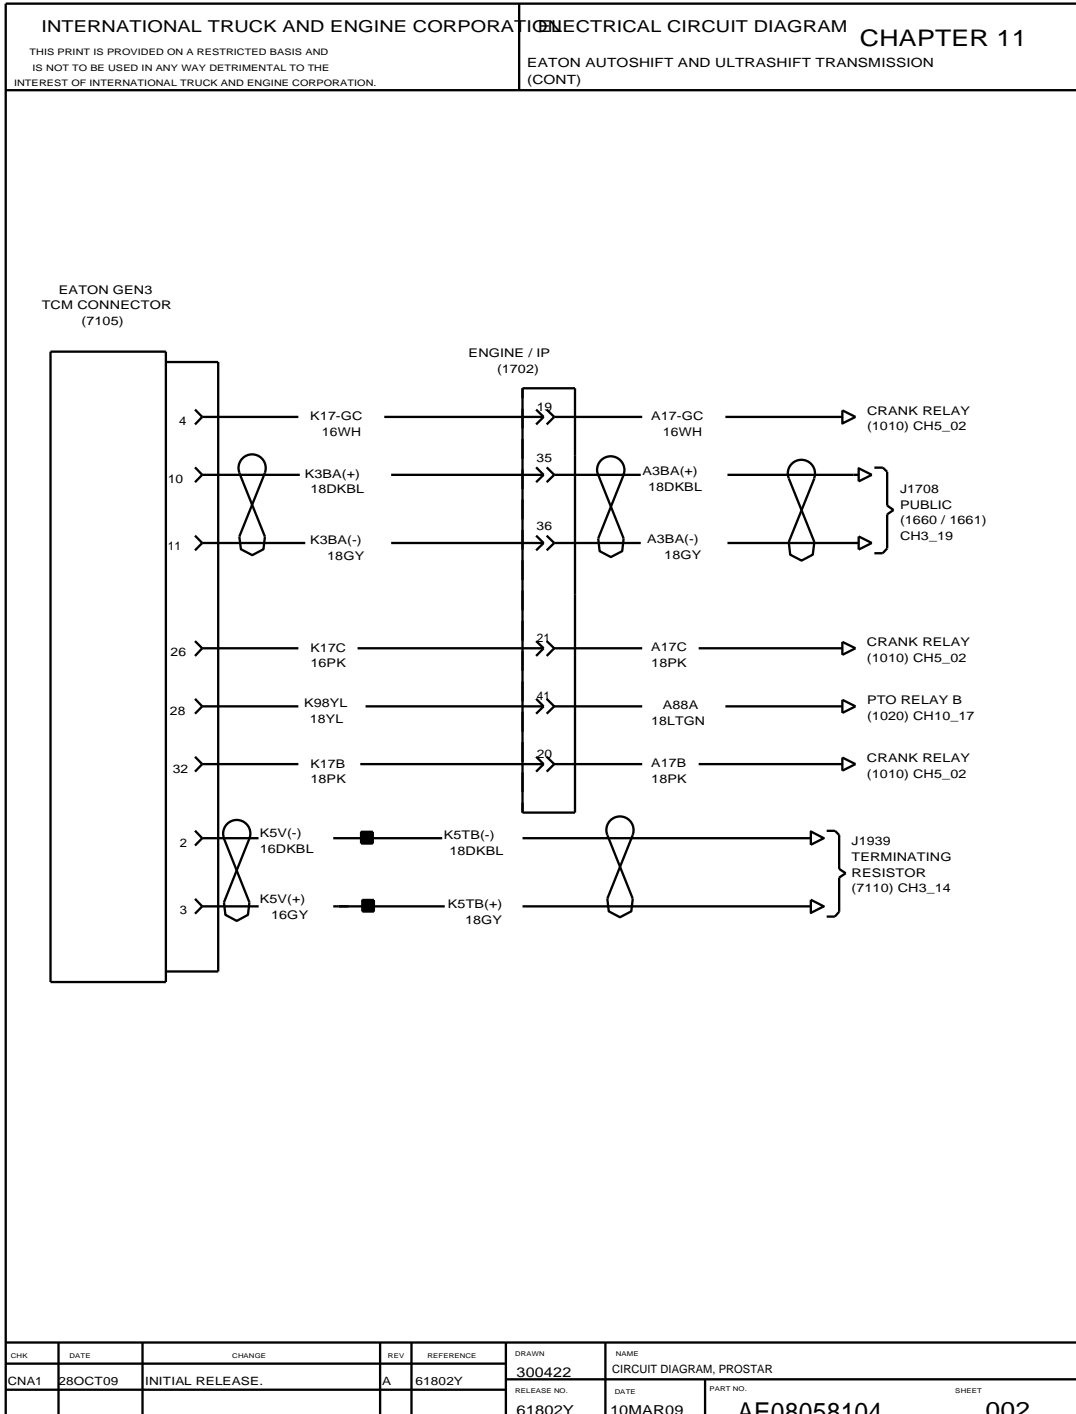 INTERNATIONAL TRUCK AND ENGINE CORPORATION
THIS PRINT IS PROVIDED ON A RESTRICTED BASIS AND
IS NOT TO BE USED IN ANY WAY DETRIMENTAL TO THE
INTEREST OF INTERNATIONAL TRUCK AND ENGINE CORPORATION.
ELECTRICAL CIRCUIT DIAGRAM
CHAPTER 11
EATON AUTOSHIFT AND ULTRASHIFT TRANSMISSION
(CONT)
EATON GEN3
TCM CONNECTOR
(7105)
ENGINE / IP
(1702)
4
K17-GC
16WH
19
A17-GC
16WH
CRANK RELAY
(1010) CH5_02
10
K3BA(+)
18DKBL
35
A3BA(+)
18DKBL
11
K3BA(-)
18GY
36
A3BA(-)
18GY
J1708
PUBLIC
(1660 / 1661)
CH3_19
26
K17C
16PK
21
A17C
18PK
CRANK RELAY
(1010) CH5_02
28
K98YL
18YL
41
A88A
18LTGN
PTO RELAY B
(1020) CH10_17
32
K17B
18PK
20
A17B
18PK
CRANK RELAY
(1010) CH5_02
2
K5V(-)
16DKBL
K5TB(-)
18DKBL
3
K5V(+)
16GY
K5TB(+)
18GY
J1939
TERMINATING
RESISTOR
(7110) CH3_14
CHK DATE CHANGE REV REFERENCE
CNA1 28OCT09 INITIAL RELEASE. A 61802Y
DRAWN
300422
NAME
CIRCUIT DIAGRAM, PROSTAR
RELEASE NO.
61802Y
DATE
10MAR09
PART NO.
AE08058104
SHEET
002